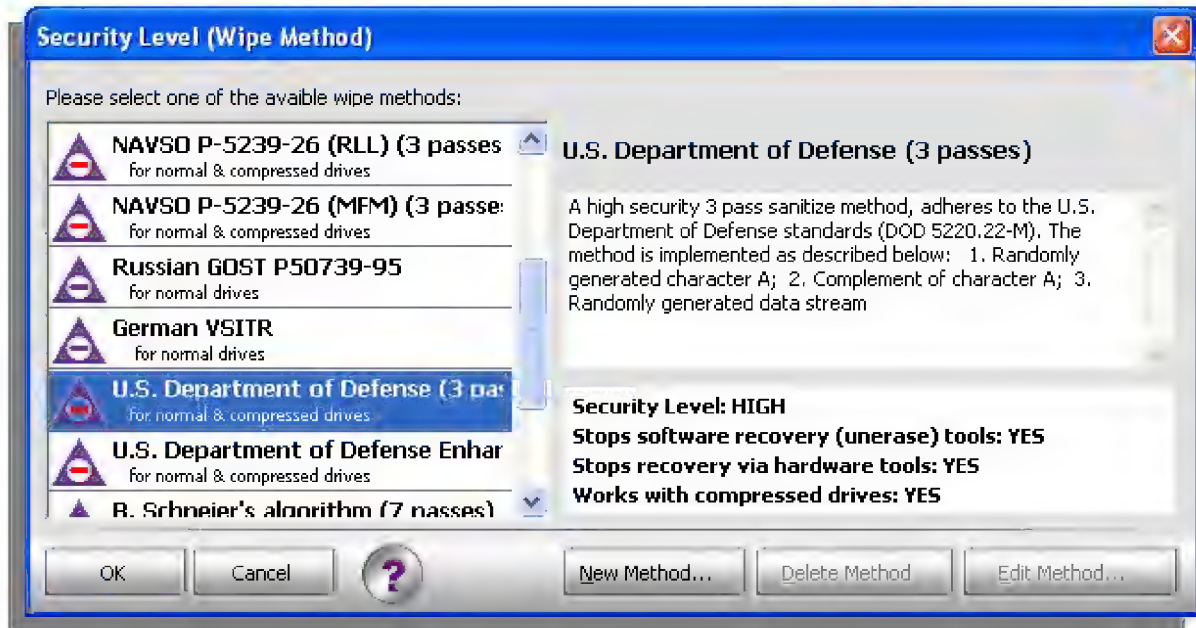 Security Level (Wipe Method)
Please select one of the avaible wipe methods:
NAVSO P-5239-26 (RLL) (3 passes
for normal & compressed drives
NAVSO P-5239-26 (MFM) (3 passe
for normal & compressed drives
Russian GOST P50739-95
for normal drives
German VSITR
for normal drives
U.S. Department of Defense (3 pas
for normal & compressed drives
U.S. Department of Defense Enhar
for normal & compressed drives
B. Schneier's algorithm (7 passes)
U.S. Department of Defense (3 passes)
A high security 3 pass sanitize method, adheres to the U.S.
Department of Defense standards (DOD 5220.22-M). The
method is implemented as described below: 1. Randomly
generated character A; 2. Complement of character A; 3.
Randomly generated data stream
Security Level: HIGH
Stops software recovery (unerase) tools: YES
Stops recovery via hardware tools: YES
Works with compressed drives: YES
OK
Cancel
?
New Method...
Delete Method
Edit Method...